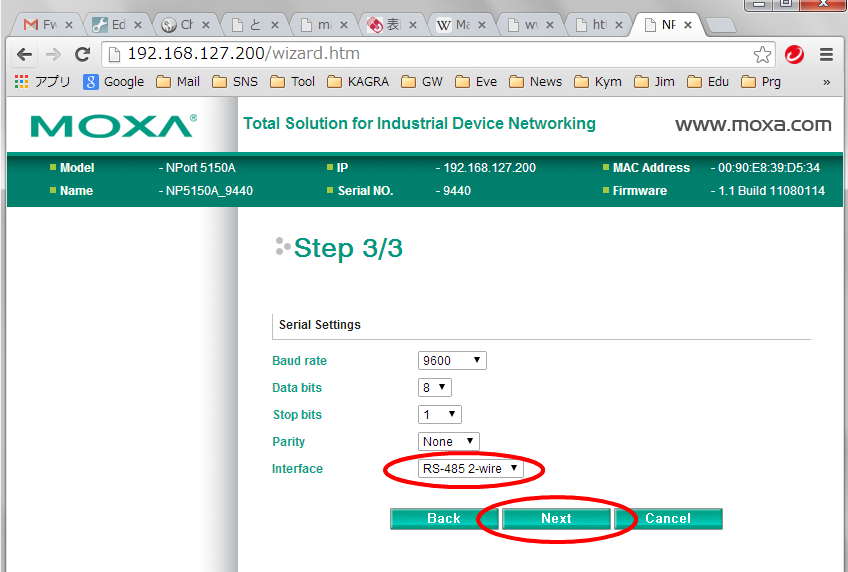 Fw
Ed
Ch
と
ma
表
Ma
ww
htt
NP
192.168.127.200/wizard.htm
アプリ Google Mail SNS Tool KAGRA GW Eve News Kym Jim Edu Prg »
MOXA® Total Solution for Industrial Device Networking www.moxa.com
Model - NPort 5150A IP - 192.168.127.200 MAC Address - 00:90:E8:39:D5:34
Name - NP5150A_9440 Serial NO. - 9440 Firmware - 1.1 Build 11080114
Step 3/3
Serial Settings
Baud rate 9600
Data bits 8
Stop bits 1
Parity None
Interface RS-485 2-wire
Back Next Cancel